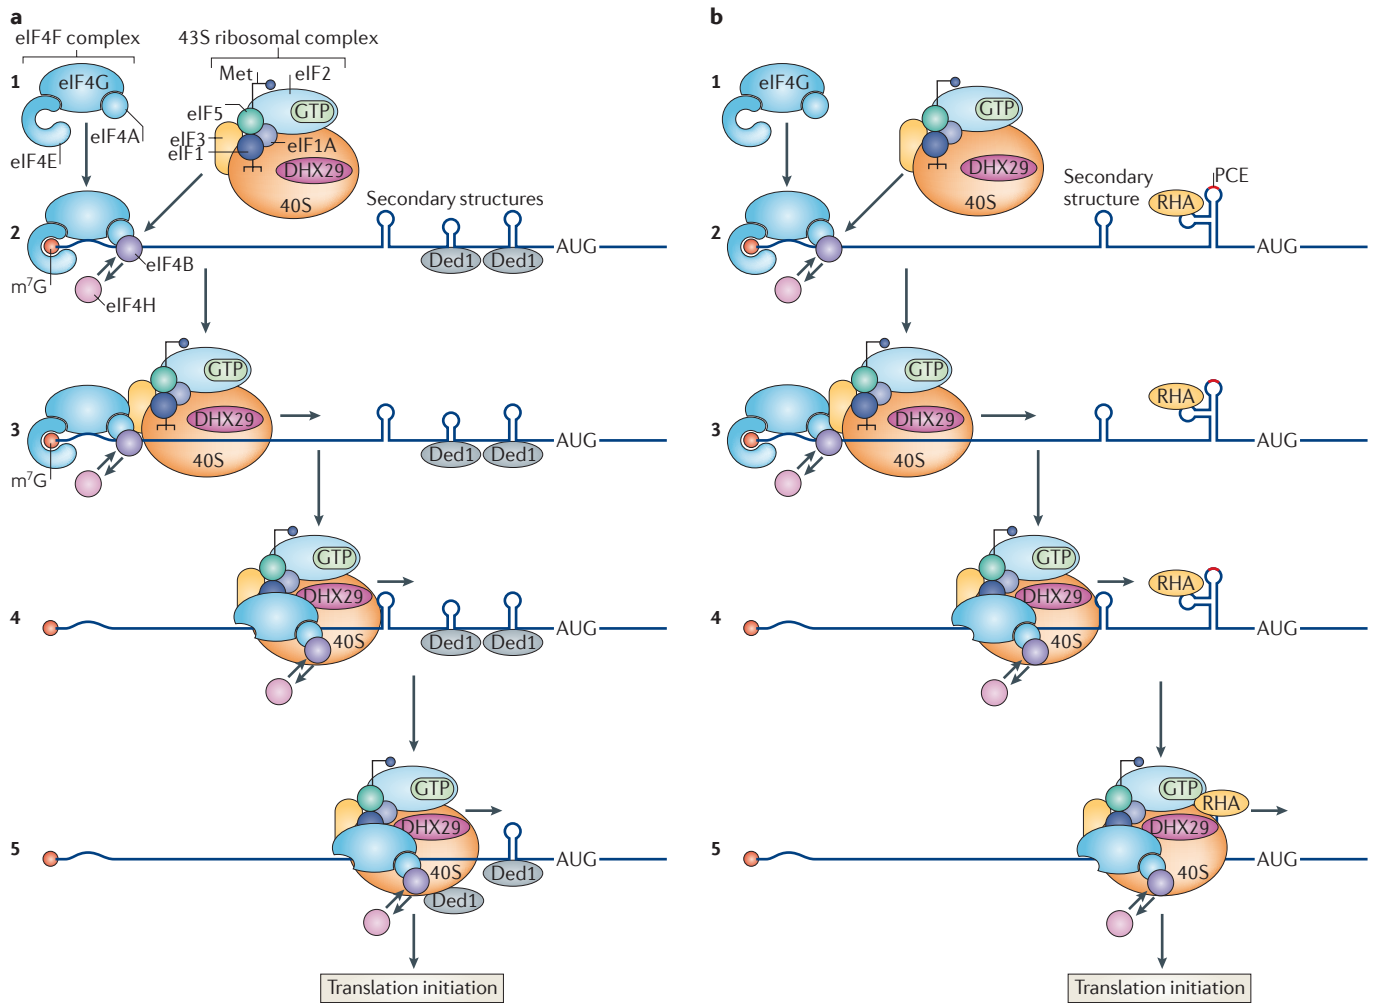 a
eIF4F complex
43S ribosomal complex
1
eIF4G
eIF4A
eIF4E
Met
eIF2
GTP
eIF5
eIF3
eIF1
eIF1A
DHX29
40S
Secondary structures
2
Ded1
Ded1
AUG
eIF4B
m⁷G
eIF4H
GTP
DHX29
3
Ded1
Ded1
AUG
40S
m⁷G
GTP
DHX29
4
40S
Ded1
Ded1
AUG
GTP
DHX29
5
40S
Ded1
Ded1
AUG
Translation initiation
b
1
eIF4G
GTP
DHX29
40S
Secondary
structure
RHA
PCE
2
AUG
GTP
RHA
DHX29
3
AUG
40S
GTP
RHA
DHX29
4
40S
AUG
GTP
RHA
DHX29
5
40S
AUG
Translation initiation